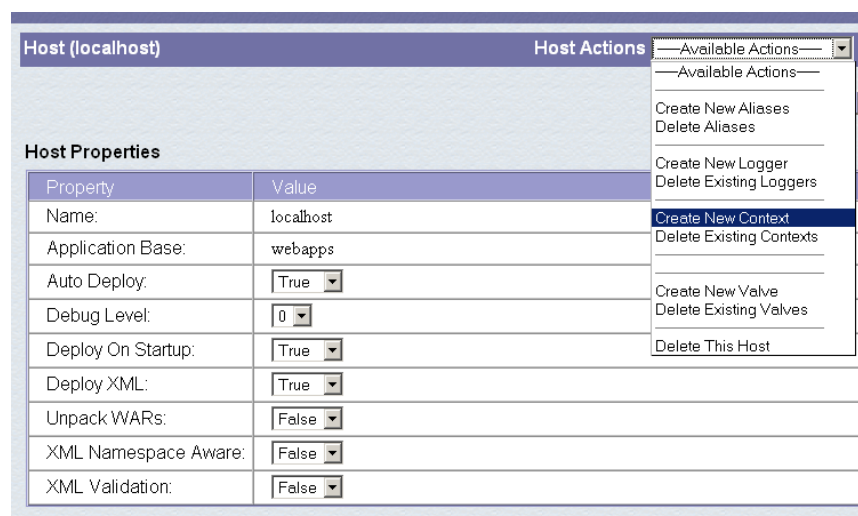 Host (localhost) Host Actions ----Available Actions----
----Available Actions----
Create New Aliases
Delete Aliases
Create New Logger
Delete Existing Loggers
Create New Context
Delete Existing Contexts
Create New Valve
Delete Existing Valves
Delete This Host
Host Properties
Property Value
Name: localhost
Application Base: webapps
Auto Deploy: True
Debug Level: 0
Deploy On Startup: True
Deploy XML: True
Unpack WARs: False
XML Namespace Aware: False
XML Validation: False